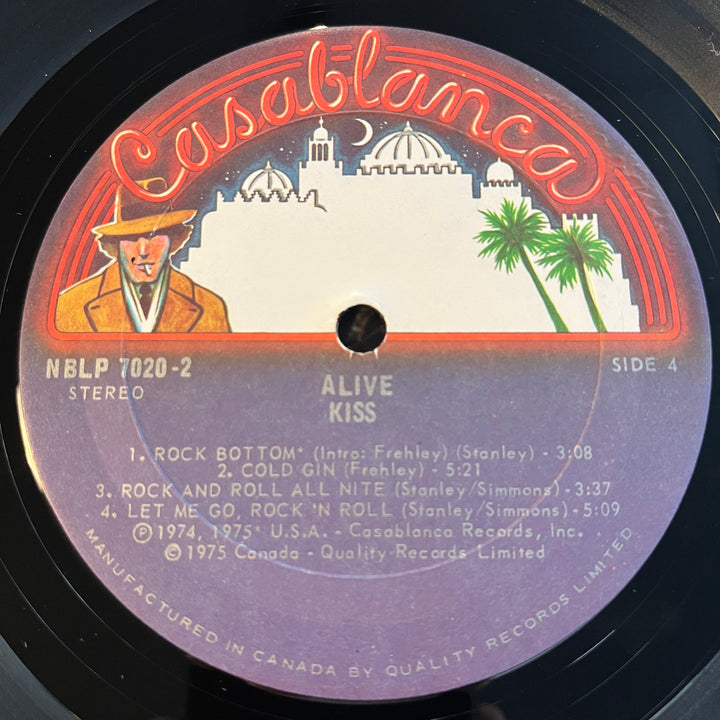 Casablanca
NBLP 7020-2
STEREO
SIDE 4
ALIVE
KISS
1. ROCK BOTTOM* (Intro: Frehley) (Stanley) - 3:08
2. COLD GIN (Frehley) - 5:21
3. ROCK AND ROLL ALL NITE (Stanley/Simmons) - 3:37
4. LET ME GO, ROCK 'N ROLL (Stanley/Simmons) - 5:09
Ⓟ 1974, 1975* U.S.A. - Casablanca Records, Inc.
© 1975 Canada - Quality Records Limited
MANUFACTURED IN CANADA BY QUALITY RECORDS LIMITED